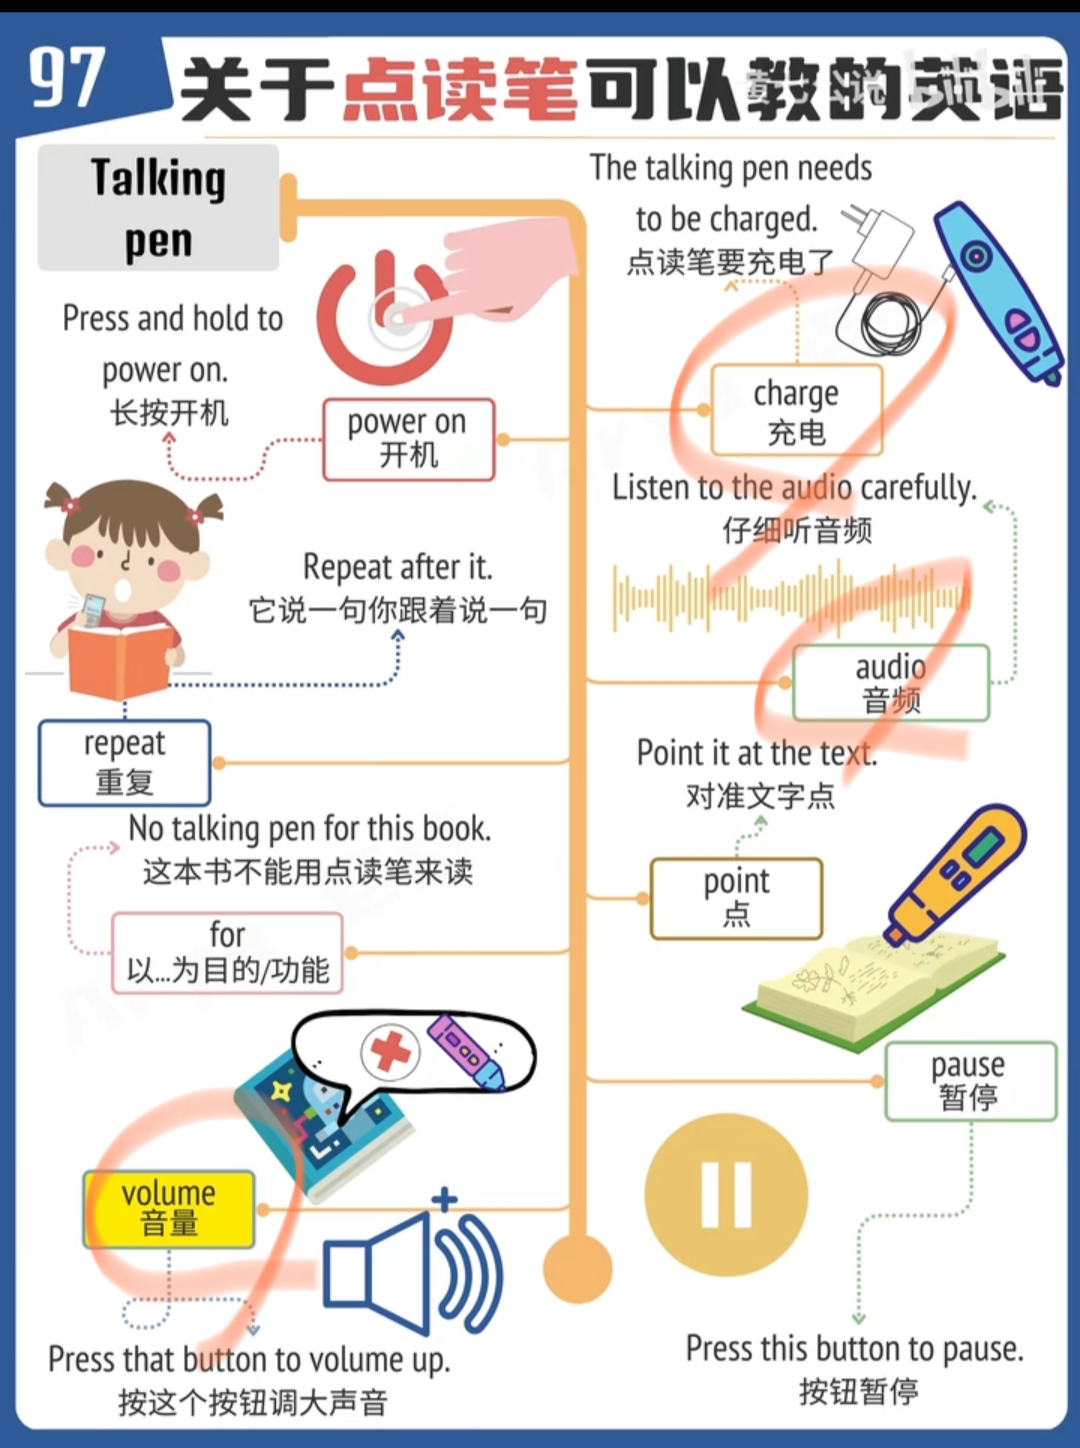 97
关于点读笔可以教的英语
Talking
pen
The talking pen needs
to be charged.
点读笔要充电了
Press and hold to
power on.
长按开机
power on
开机
charge
充电
Listen to the audio carefully.
仔细听音频
Repeat after it.
它说一句你跟着说一句
audio
音频
repeat
重复
Point it at the text.
对准文字点
No talking pen for this book.
这本书不能用点读笔来读
point
点
for
以...为目的/功能
pause
暂停
volume
音量
Press that button to volume up.
按这个按钮调大声音
Press this button to pause.
按钮暂停